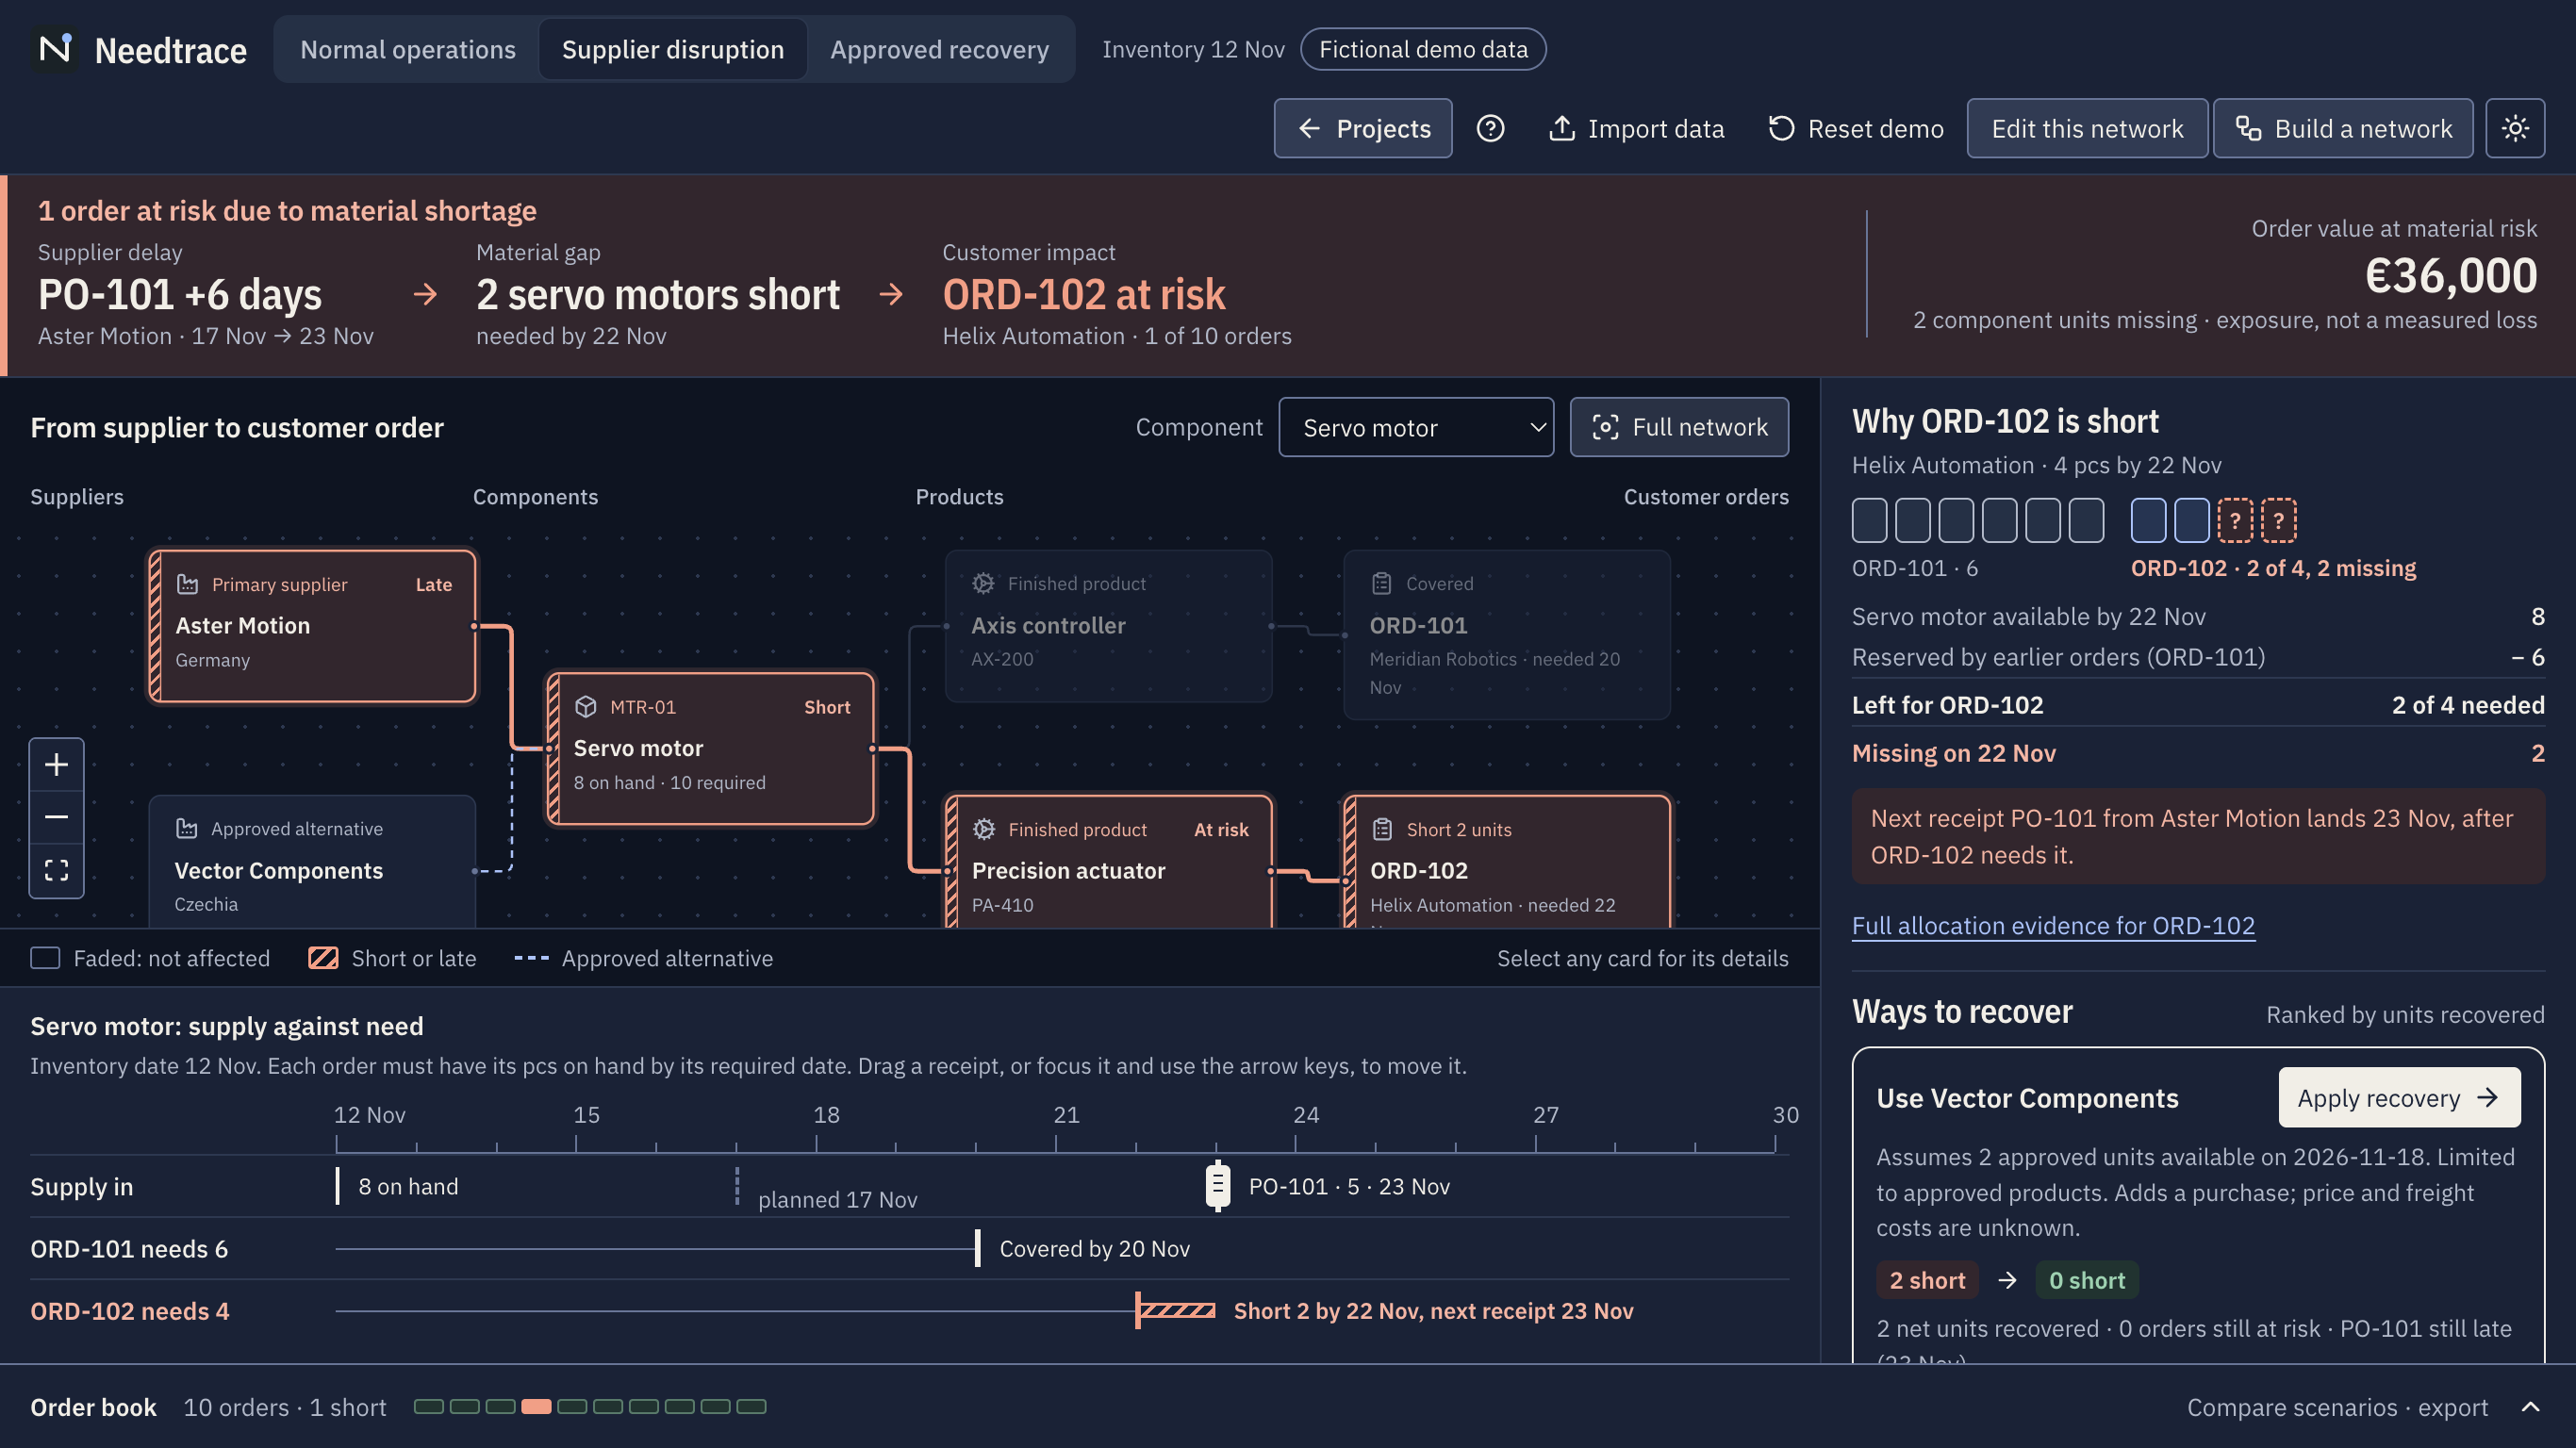 Needtrace
Normal operations
Supplier disruption
Approved recovery
Inventory 12 Nov
Fictional demo data
Projects
Import data
Reset demo
Edit this network
Build a network
1 order at risk due to material shortage
Supplier delay
PO-101 +6 days
Aster Motion · 17 Nov → 23 Nov
→
Material gap
2 servo motors short
needed by 22 Nov
→
Customer impact
ORD-102 at risk
Helix Automation · 1 of 10 orders
Order value at material risk
€36,000
2 component units missing · exposure, not a measured loss
From supplier to customer order
Component
Servo motor
Full network
Suppliers
Components
Products
Customer orders
Primary supplier
Late
Aster Motion
Germany
Approved alternative
Vector Components
Czechia
MTR-01
Short
Servo motor
8 on hand · 10 required
Finished product
Axis controller
AX-200
Covered
ORD-101
Meridian Robotics · needed 20
Nov
Finished product
At risk
Precision actuator
PA-410
Short 2 units
ORD-102
Helix Automation · needed 22
Faded: not affected
Short or late
Approved alternative
Select any card for its details
Servo motor: supply against need
Inventory date 12 Nov. Each order must have its pcs on hand by its required date. Drag a receipt, or focus it and use the arrow keys, to move it.
12 Nov
15
18
21
24
27
30
Supply in
8 on hand
planned 17 Nov
PO-101 · 5 · 23 Nov
ORD-101 needs 6
Covered by 20 Nov
ORD-102 needs 4
Short 2 by 22 Nov, next receipt 23 Nov
Why ORD-102 is short
Helix Automation · 4 pcs by 22 Nov
? ?
ORD-101 · 6
ORD-102 · 2 of 4, 2 missing
Servo motor available by 22 Nov 8
Reserved by earlier orders (ORD-101) − 6
Left for ORD-102 2 of 4 needed
Missing on 22 Nov 2
Next receipt PO-101 from Aster Motion lands 23 Nov, after
ORD-102 needs it.
Full allocation evidence for ORD-102
Ways to recover
Ranked by units recovered
Use Vector Components
Apply recovery →
Assumes 2 approved units available on 2026-11-18. Limited
to approved products. Adds a purchase; price and freight
costs are unknown.
2 short → 0 short
2 net units recovered · 0 orders still at risk · PO-101 still late
(23 Nov)
Order book
10 orders · 1 short
Compare scenarios · export